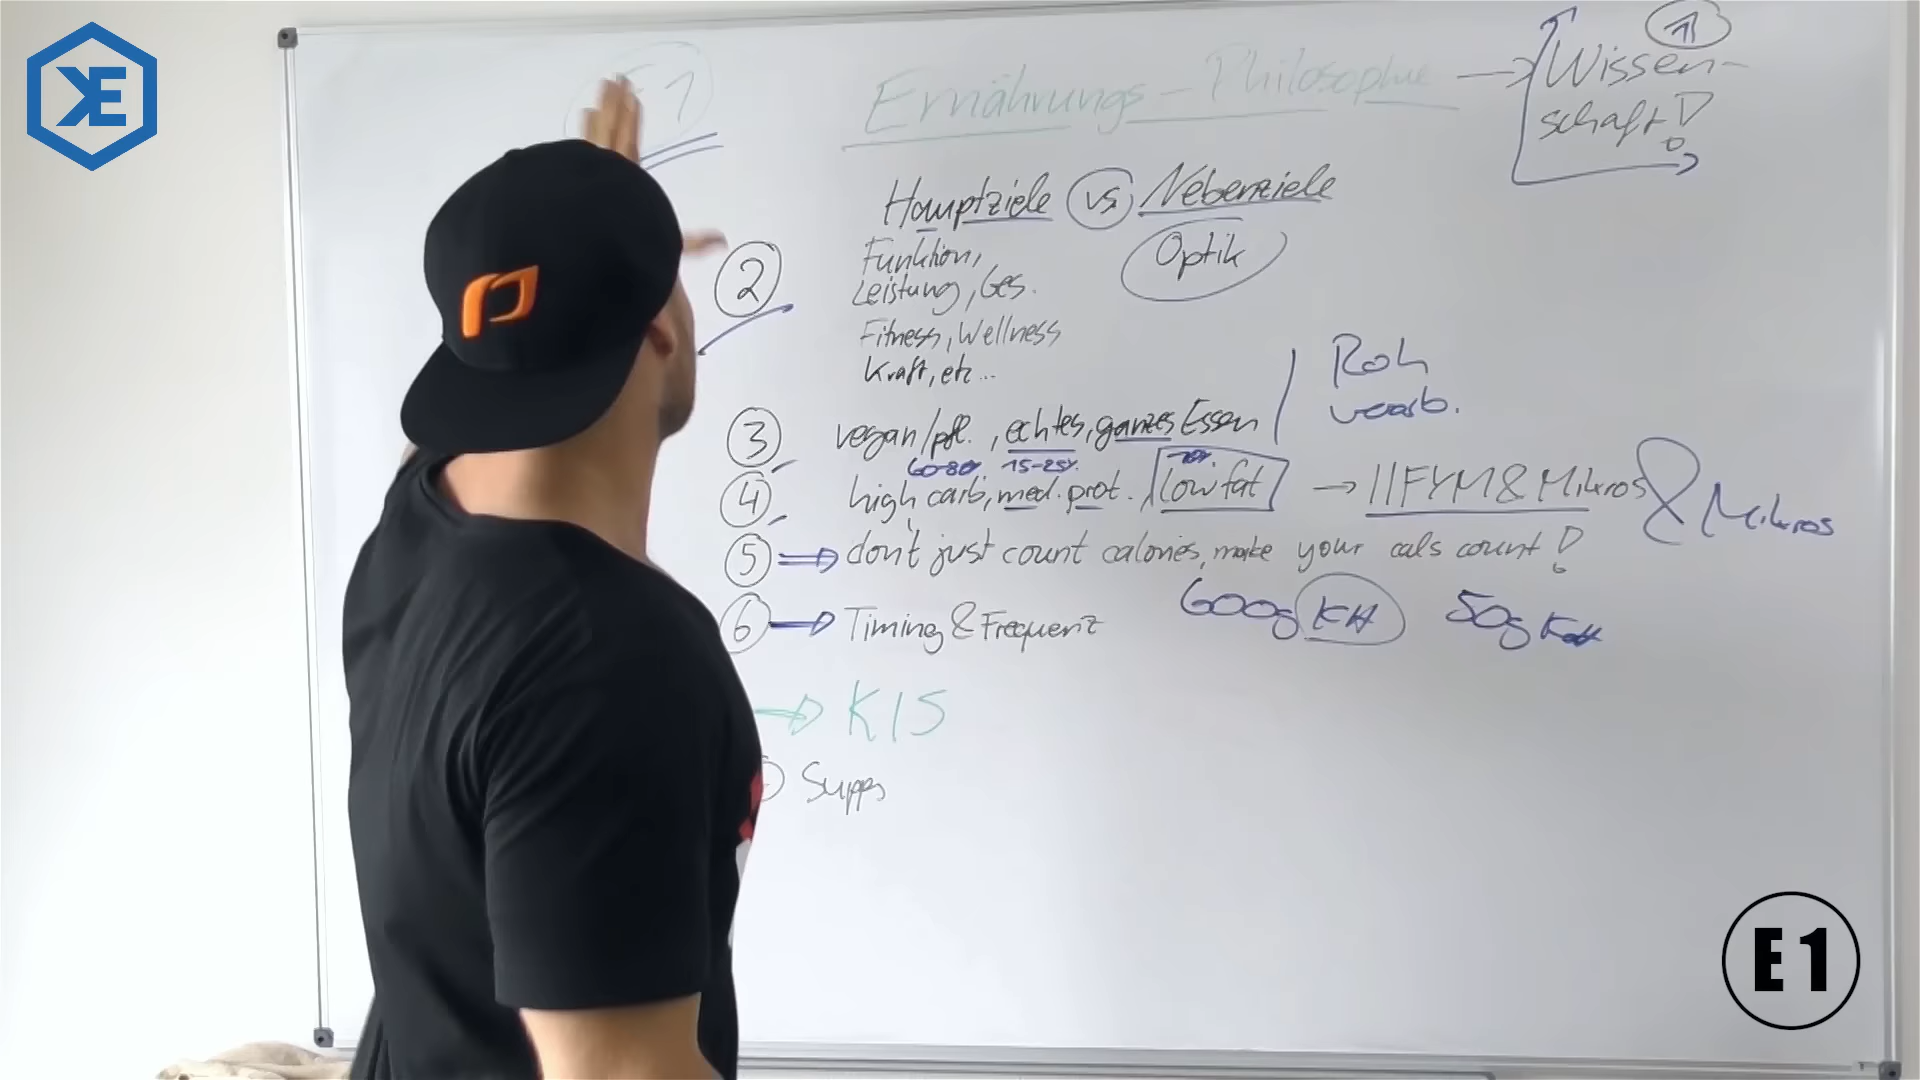 KE
E1
Ernährungs-Philosophie → Wissen-
schaft!
Hauptziele vs Nebenziele
Funktion,
Optik
Leistung, Ges.
Fitness, Wellness
Kraft, etc...
2
3 vegan/pfl., echtes, ganzes Essen
Roh
verarb.
60-80% 15-25%
4 high carb, med. prot. low fat → IIFYM & Mikros & Mikros
5 ⇒ don't just count calories, make your cals count!
6 ⇒ Timing & Frequenz
600g KH 50g
⇒ KIS
Supps
E1